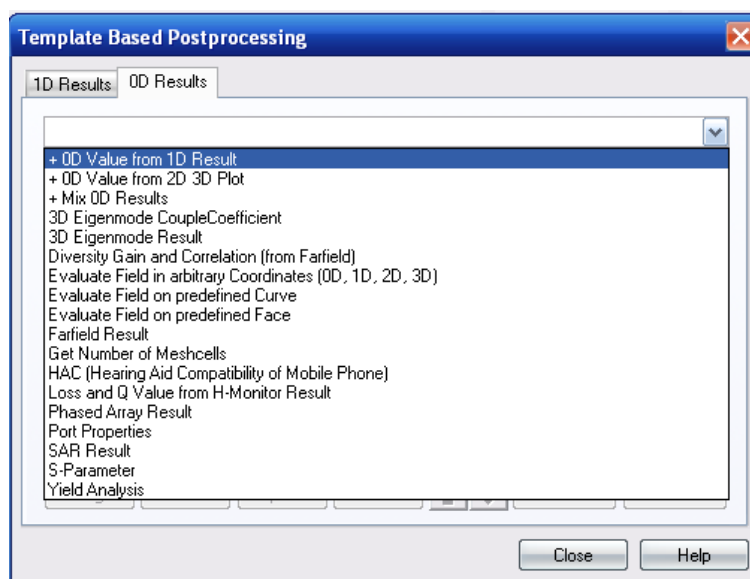 Template Based Postprocessing
1D Results 0D Results
+ 0D Value from 1D Result
+ 0D Value from 2D 3D Plot
+ Mix 0D Results
3D Eigenmode CoupleCoefficient
3D Eigenmode Result
Diversity Gain and Correlation (from Farfield)
Evaluate Field in arbitrary Coordinates (0D, 1D, 2D, 3D)
Evaluate Field on predefined Curve
Evaluate Field on predefined Face
Farfield Result
Get Number of Meshcells
HAC (Hearing Aid Compatibility of Mobile Phone)
Loss and Q Value from H-Monitor Result
Phased Array Result
Port Properties
SAR Result
S-Parameter
Yield Analysis
Close Help